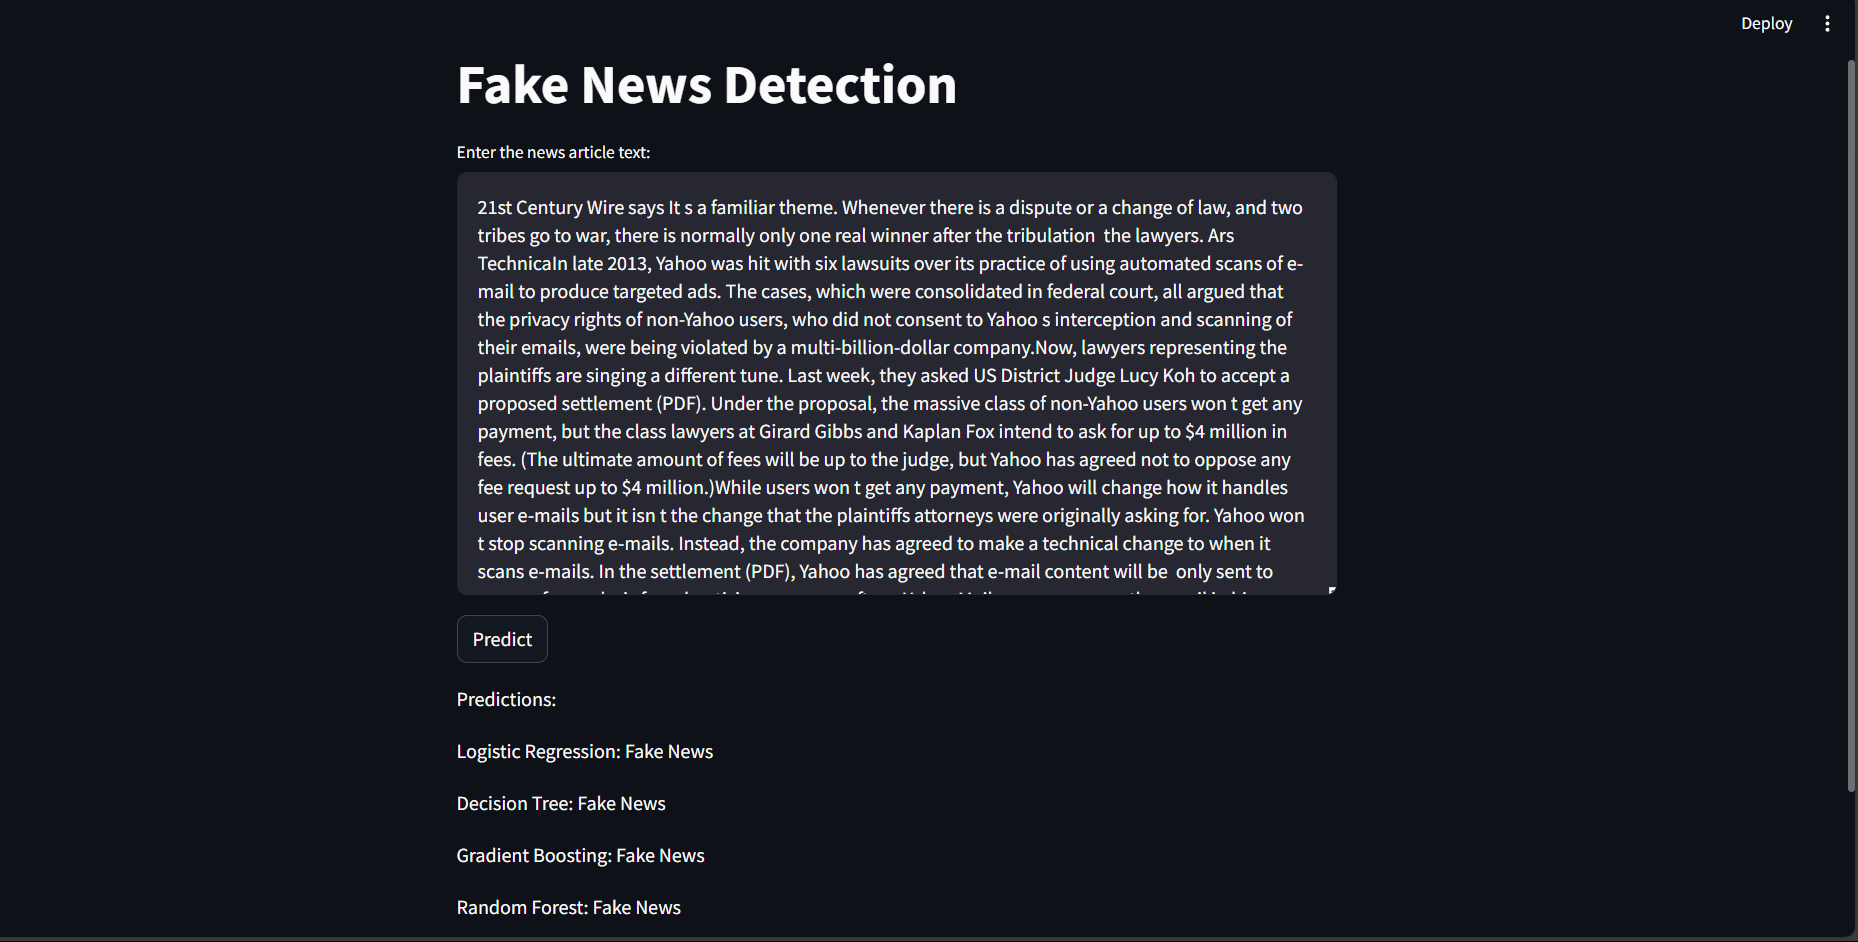 Deploy
Fake News Detection
Enter the news article text:
21st Century Wire says It s a familiar theme. Whenever there is a dispute or a change of law, and two
tribes go to war, there is normally only one real winner after the tribulation  the lawyers. Ars
TechnicaIn late 2013, Yahoo was hit with six lawsuits over its practice of using automated scans of e-
mail to produce targeted ads. The cases, which were consolidated in federal court, all argued that
the privacy rights of non-Yahoo users, who did not consent to Yahoo s interception and scanning of
their emails, were being violated by a multi-billion-dollar company.Now, lawyers representing the
plaintiffs are singing a different tune. Last week, they asked US District Judge Lucy Koh to accept a
proposed settlement (PDF). Under the proposal, the massive class of non-Yahoo users won t get any
payment, but the class lawyers at Girard Gibbs and Kaplan Fox intend to ask for up to $4 million in
fees. (The ultimate amount of fees will be up to the judge, but Yahoo has agreed not to oppose any
fee request up to $4 million.)While users won t get any payment, Yahoo will change how it handles
user e-mails but it isn t the change that the plaintiffs attorneys were originally asking for. Yahoo won
t stop scanning e-mails. Instead, the company has agreed to make a technical change to when it
scans e-mails. In the settlement (PDF), Yahoo has agreed that e-mail content will be  only sent to
Predict
Predictions:
Logistic Regression: Fake News
Decision Tree: Fake News
Gradient Boosting: Fake News
Random Forest: Fake News